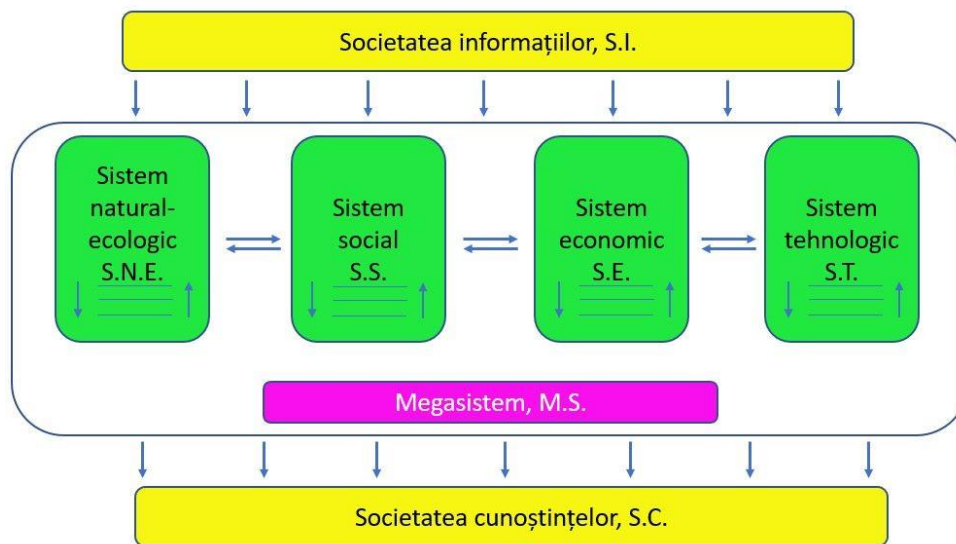 Societatea informațiilor, S.I.
Sistem
natural-
ecologic
S.N.E.
Sistem
social
S.S.
Sistem
economic
S.E.
Sistem
tehnologic
S.T.
Megasistem, M.S.
Societatea cunoștințelor, S.C.